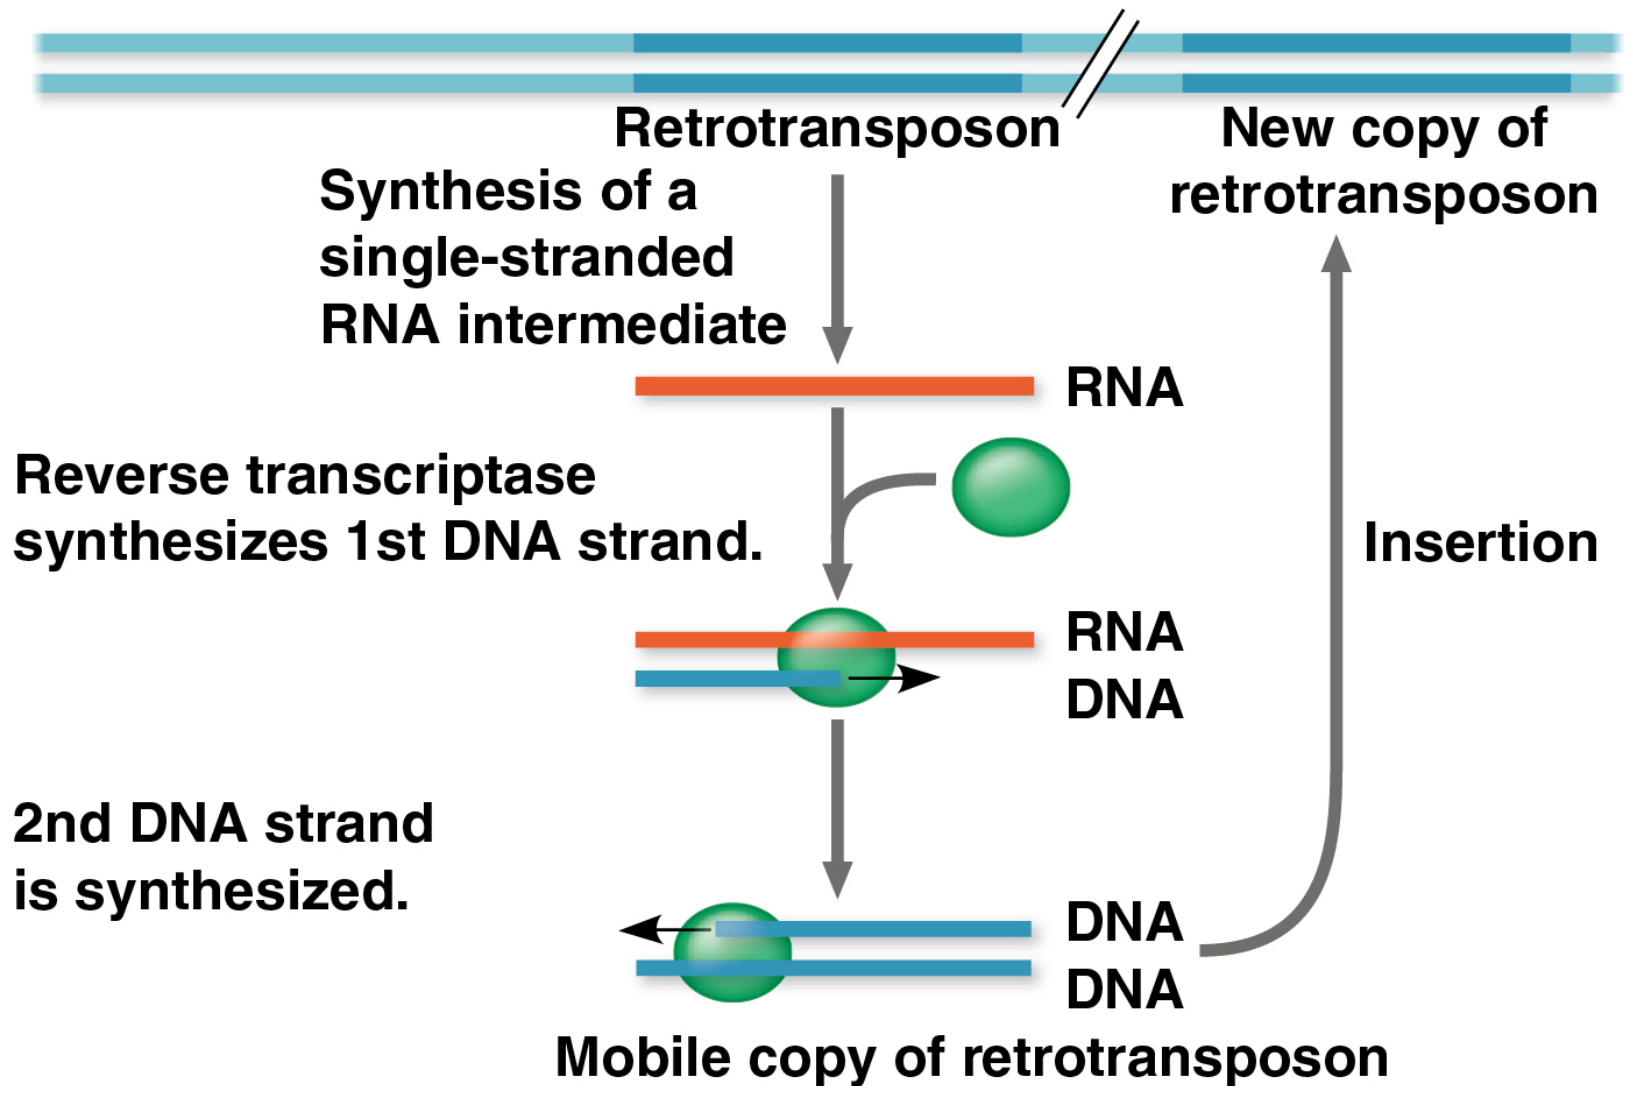 Retrotransposon
New copy of
retrotransposon
Synthesis of a
single-stranded
RNA intermediate
RNA
Reverse transcriptase
synthesizes 1st DNA strand.
Insertion
RNA
DNA
2nd DNA strand
is synthesized.
DNA
DNA
Mobile copy of retrotransposon